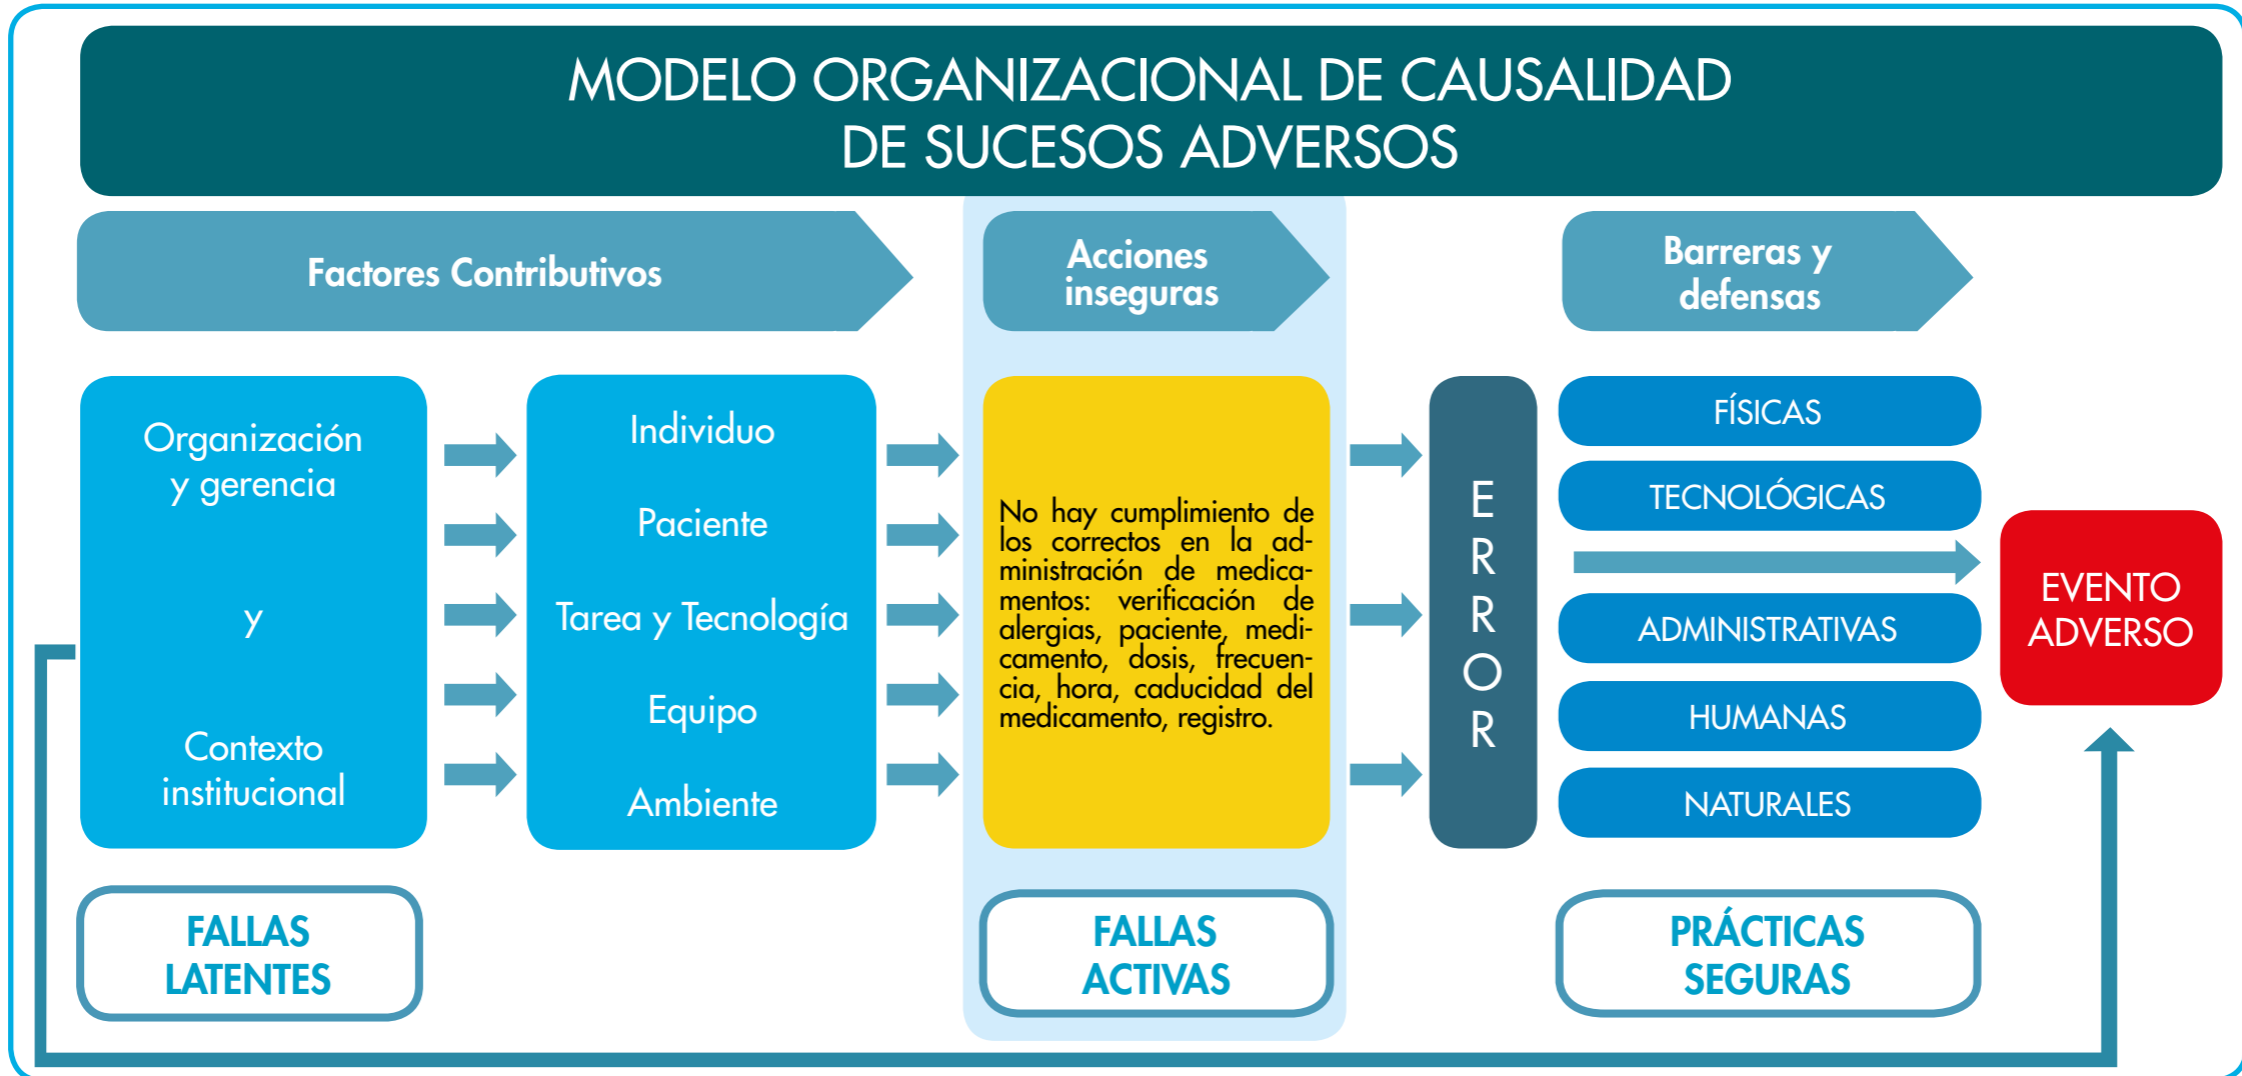 MODELO ORGANIZACIONAL DE CAUSALIDAD
DE SUCESOS ADVERSOS
Factores Contributivos
Acciones
inseguras
Barreras y
defensas
Organización
y gerencia
y
Contexto
institucional
Individuo
Paciente
Tarea y Tecnología
Equipo
Ambiente
No hay cumplimiento de
los correctos en la ad-
ministración de medica-
mentos: verificación de
alergias, paciente, medi-
camento, dosis, frecuen-
cia, hora, caducidad del
medicamento, registro.
E
R
R
O
R
FÍSICAS
TECNOLÓGICAS
ADMINISTRATIVAS
HUMANAS
NATURALES
EVENTO
ADVERSO
FALLAS
LATENTES
FALLAS
ACTIVAS
PRÁCTICAS
SEGURAS